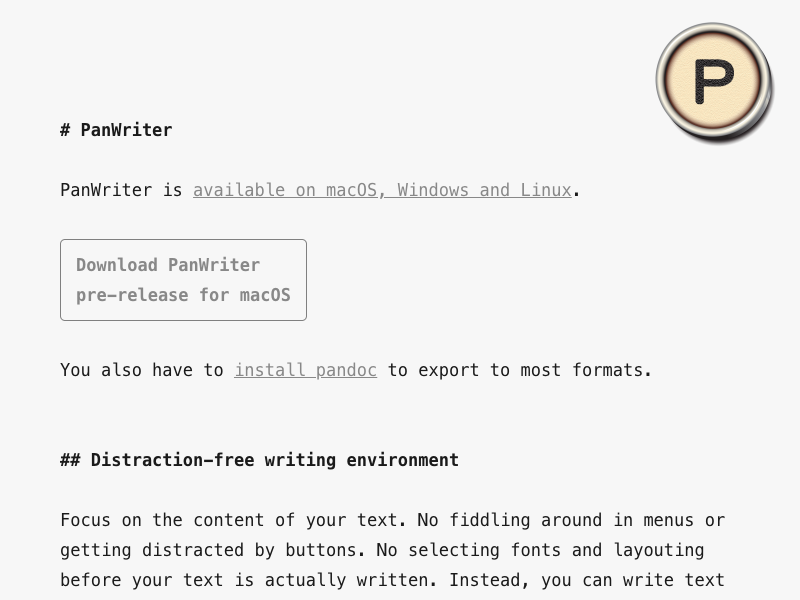 P
# PanWriter
PanWriter is available on macOS, Windows and Linux.
Download PanWriter
pre-release for macOS
You also have to install pandoc to export to most formats.
## Distraction-free writing environment
Focus on the content of your text. No fiddling around in menus or
getting distracted by buttons. No selecting fonts and layouting
before your text is actually written. Instead, you can write text